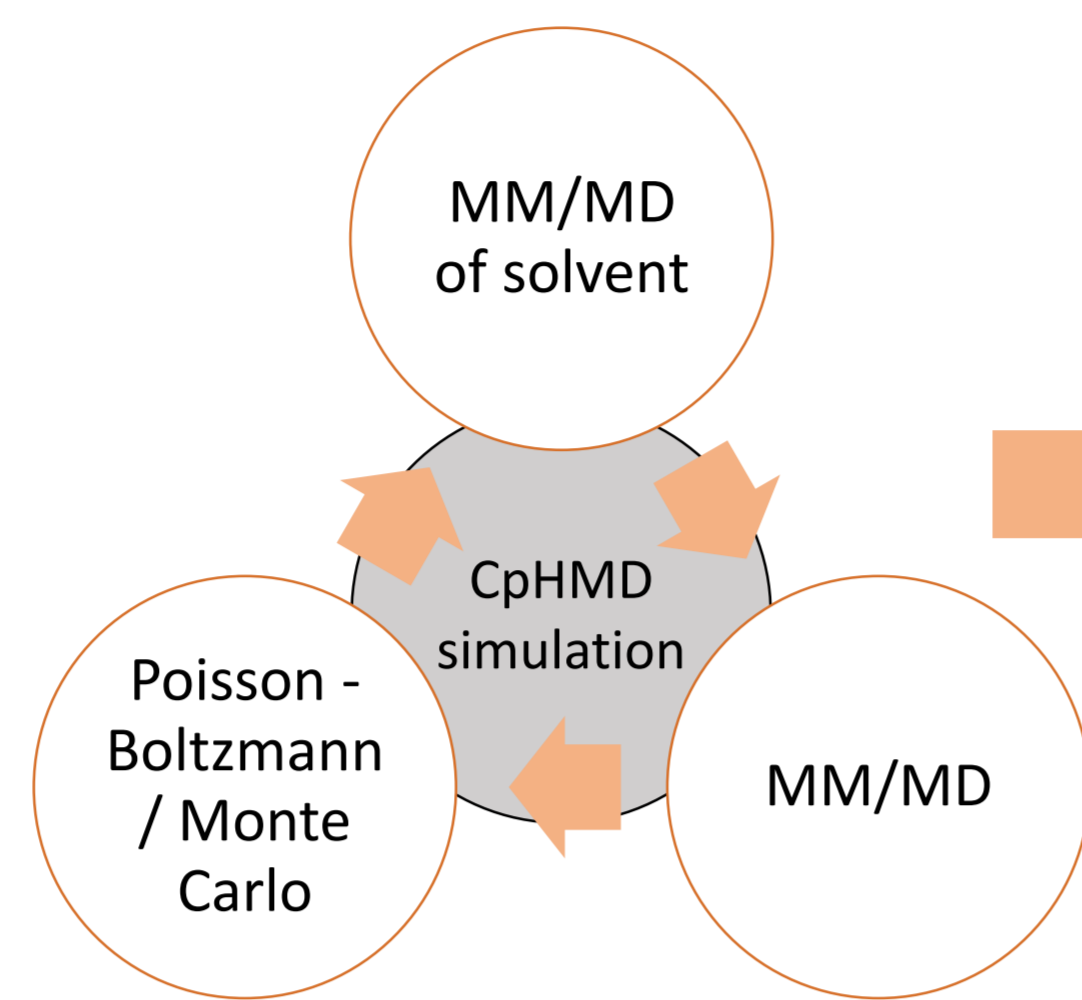 MM/MD
of solvent
CpHMD
simulation
Poisson -
Boltzmann
/ Monte
Carlo
MM/MD